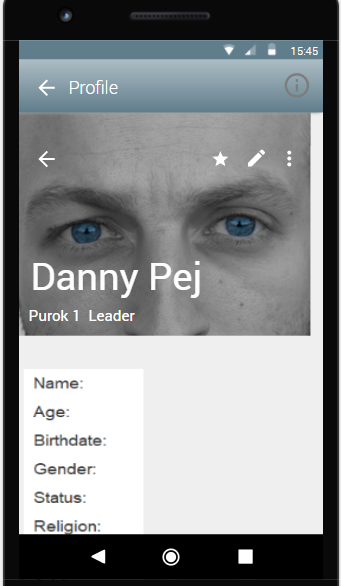 15:45
Profile
Danny Pej
Purok 1 Leader
Name:
Age:
Birthdate:
Gender:
Status:
Religion: